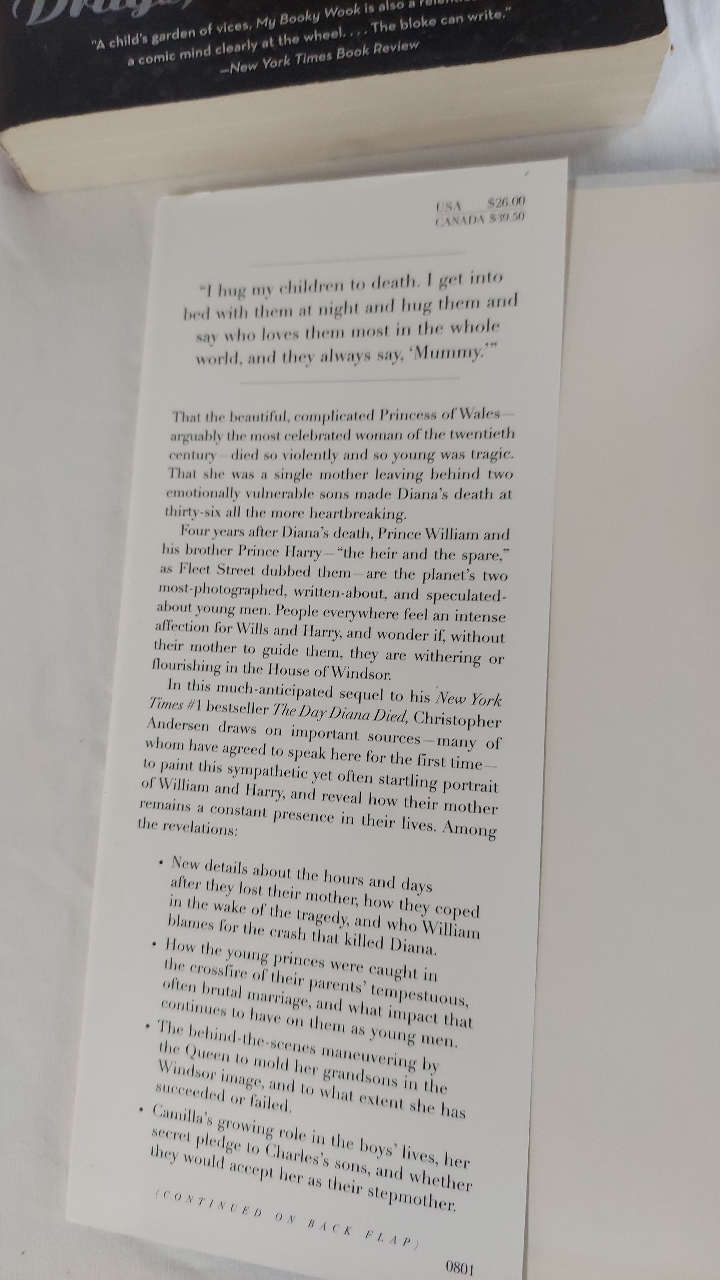 "A child's garden of vices, My Booky Wook is also a
a comic mind clearly at the wheel. . . . The bloke can write."
—New York Times Book Review
USA $26.00
CANADA $39.50
"I hug my children to death. I get into
bed with them at night and hug them and
say who loves them most in the whole
world, and they always say, 'Mummy.'"
That the beautiful, complicated Princess of Wales—
arguably the most celebrated woman of the twentieth
century—died so violently and so young was tragic.
That she was a single mother leaving behind two
emotionally vulnerable sons made Diana's death at
thirty-six all the more heartbreaking.
Four years after Diana's death, Prince William and
his brother Prince Harry—"the heir and the spare,"
as Fleet Street dubbed them—are the planet's two
most-photographed, written-about, and speculated-
about young men. People everywhere feel an intense
affection for Wills and Harry, and wonder if, without
their mother to guide them, they are withering or
flourishing in the House of Windsor.
In this much-anticipated sequel to his New York
Times #1 bestseller The Day Diana Died, Christopher
Andersen draws on important sources—many of
whom have agreed to speak here for the first time—
to paint this sympathetic yet often startling portrait
of William and Harry, and reveal how their mother
remains a constant presence in their lives. Among
the revelations:
• New details about the hours and days
after they lost their mother, how they coped
in the wake of the tragedy, and who William
blames for the crash that killed Diana.
• How the young princes were caught in
the crossfire of their parents' tempestuous,
often brutal marriage, and what impact that
continues to have on them as young men.
• The behind-the-scenes maneuvering by
the Queen to mold her grandsons in the
Windsor image, and to what extent she has
succeeded or failed.
• Camilla's growing role in the boys' lives, her
secret pledge to Charles's sons, and whether
they would accept her as their stepmother.
(CONTINUED ON BACK FLAP)
0801